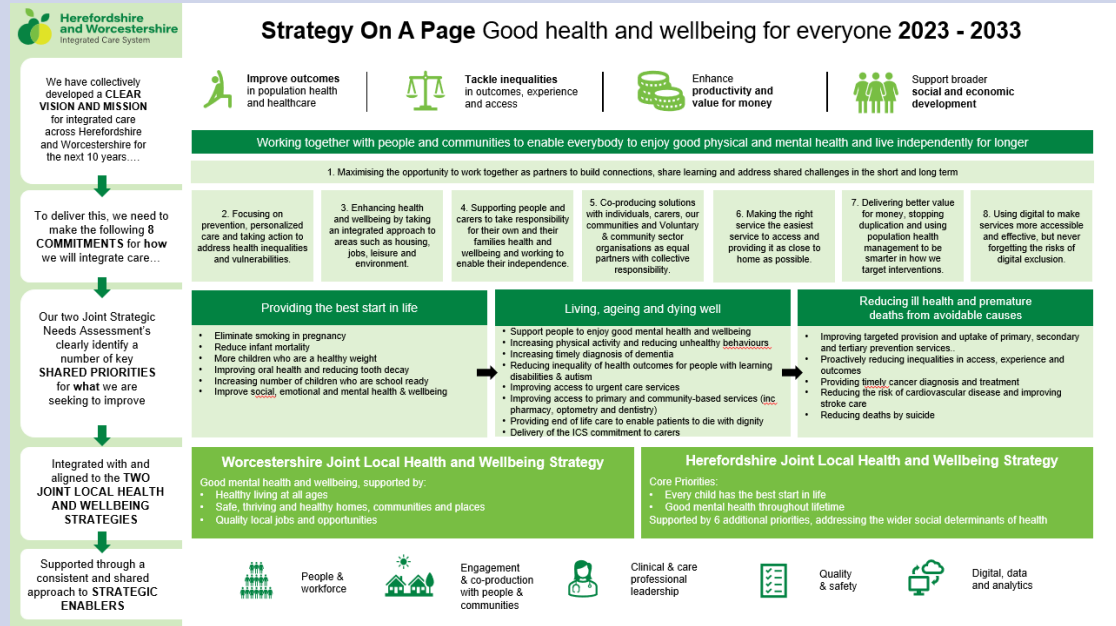 Herefordshire
and Worcestershire
Integrated Care System
Strategy On A Page Good health and wellbeing for everyone 2023 - 2033
We have collectively
developed a CLEAR
VISION AND MISSION
for integrated care
across Herefordshire
and Worcestershire for
the next 10 years....
Improve outcomes
in population health
and healthcare
Tackle inequalities
in outcomes, experience
and access
Enhance
productivity and
value for money
Support broader
social and economic
development
Working together with people and communities to enable everybody to enjoy good physical and mental health and live independently for longer
1. Maximising the opportunity to work together as partners to build connections, share learning and address shared challenges in the short and long term
To deliver this, we need to
make the following 8
COMMITMENTS for how
we will integrate care…
2. Focusing on
prevention, personalized
care and taking action to
address health inequalities
and vulnerabilities.
3. Enhancing health
and wellbeing by taking
an integrated approach to
areas such as housing,
jobs, leisure and
environment.
4. Supporting people and
carers to take responsibility
for their own and their
families health and
wellbeing and working to
enable their independence.
5. Co-producing solutions
with individuals, carers, our
communities and Voluntary
& community sector
organisations as equal
partners with collective
responsibility.
6. Making the right
service the easiest
service to access and
providing it as close to
home as possible.
7. Delivering better value
for money, stopping
duplication and using
population health
management to be
smarter in how we
target interventions.
8. Using digital to make
services more accessible
and effective, but never
forgetting the risks of
digital exclusion.
Our two Joint Strategic
Needs Assessment's
clearly identify a
number of key
SHARED PRIORITIES
for what we are
seeking to improve
Providing the best start in life
• Eliminate smoking in pregnancy
• Reduce infant mortality
• More children who are a healthy weight
• Improving oral health and reducing tooth decay
• Increasing number of children who are school ready
• Improve social, emotional and mental health & wellbeing
Living, ageing and dying well
• Support people to enjoy good mental health and wellbeing
• Increasing physical activity and reducing unhealthy behaviours
• Increasing timely diagnosis of dementia
• Reducing inequality of health outcomes for people with learning
disabilities & autism
• Improving access to urgent care services
• Improving access to primary and community-based services (inc
pharmacy, optometry and dentistry)
• Providing end of life care to enable patients to die with dignity
• Delivery of the ICS commitment to carers
Reducing ill health and premature
deaths from avoidable causes
• Improving targeted provision and uptake of primary, secondary
and tertiary prevention services..
• Proactively reducing inequalities in access, experience and
outcomes
• Providing timely cancer diagnosis and treatment
• Reducing the risk of cardiovascular disease and improving
stroke care
• Reducing deaths by suicide
Integrated with and
aligned to the TWO
JOINT LOCAL HEALTH
AND WELLBEING
STRATEGIES
Worcestershire Joint Local Health and Wellbeing Strategy
Good mental health and wellbeing, supported by:
• Healthy living at all ages
• Safe, thriving and healthy homes, communities and places
• Quality local jobs and opportunities
Herefordshire Joint Local Health and Wellbeing Strategy
Core Priorities:
• Every child has the best start in life
• Good mental health throughout lifetime
Supported by 6 additional priorities, addressing the wider social determinants of health
Supported through a
consistent and shared
approach to STRATEGIC
ENABLERS
People &
workforce
Engagement
& co-production
with people &
communities
Clinical & care
professional
leadership
Quality
& safety
Digital, data
and analytics